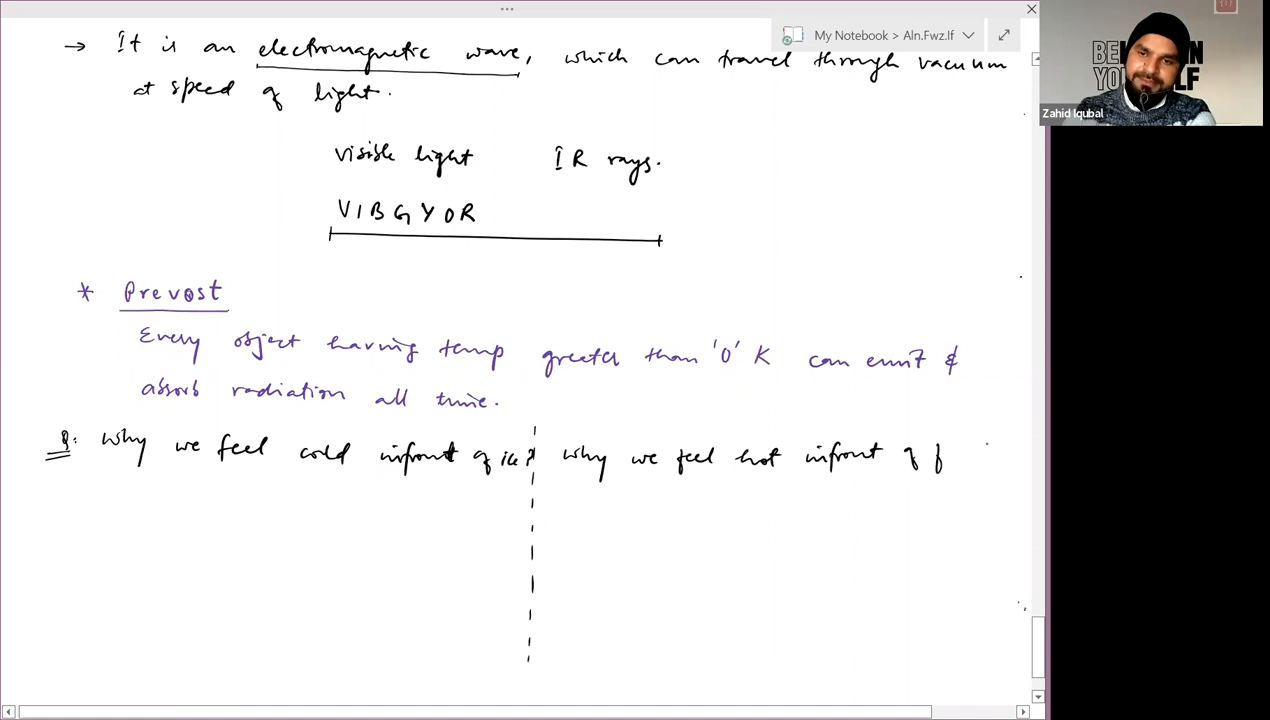 My Notebook > Aln.Fwz.If
→ It is an electromagnetic wave, which can travel through vacuum
at speed of light.
visible light IR rays.
VIBGYOR
* Prevost
Every object having temp greater than '0' K can emit &
absorb radiation all time.
Q: why we feel cold infront of ice? why we feel hot infront of f
Zahid Iqubal